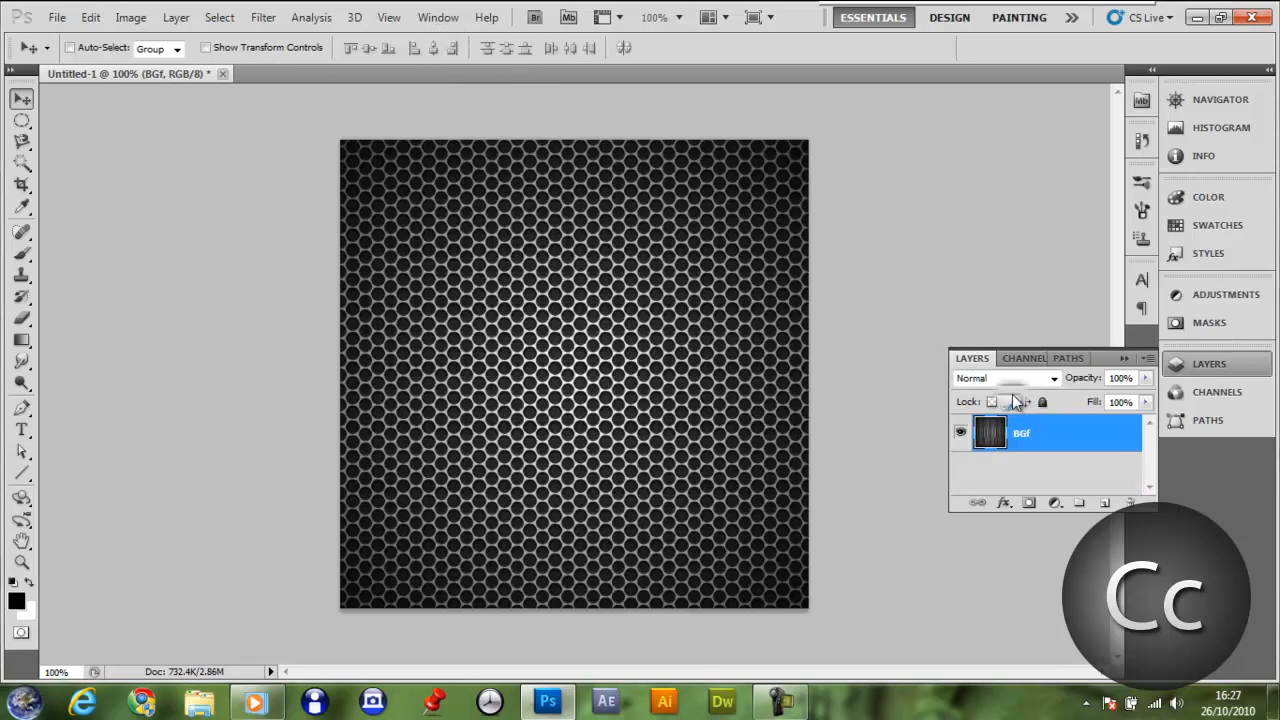 Ps File Edit Image Layer Select Filter Analysis 3D View Window Help Br Mb 100% ESSENTIALS DESIGN PAINTING CS Live
Auto-Select: Group Show Transform Controls
Untitled-1 @ 100% (BGf, RGB/8) *
Mb NAVIGATOR
HISTOGRAM
INFO
COLOR
SWATCHES
STYLES
ADJUSTMENTS
MASKS
LAYERS
CHANNELS
PATHS
LAYERS CHANNEL PATHS
Normal Opacity: 100%
Lock: Fill: 100%
BGf
fx
Cc
100% Doc: 732.4K/2.86M
Ps AE Ai Dw
16:27
26/10/2010